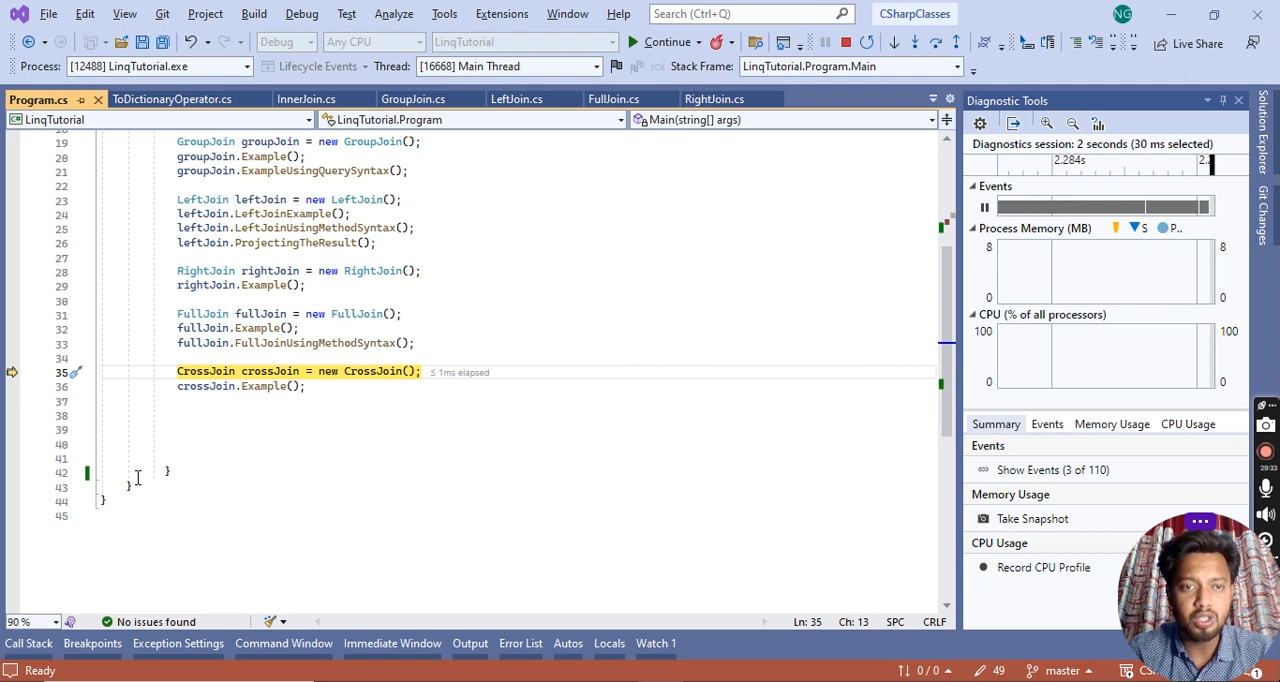 File Edit View Git Project Build Debug Test Analyze Tools Extensions Window Help Search (Ctrl+Q) CSharpClasses NG
Debug Any CPU LinqTutorial Continue Live Share
Process: [12488] LinqTutorial.exe Lifecycle Events Thread: [16668] Main Thread Stack Frame: LinqTutorial.Program.Main
Program.cs ToDictionaryOperator.cs InnerJoin.cs GroupJoin.cs LeftJoin.cs FullJoin.cs RightJoin.cs
LinqTutorial LinqTutorial.Program Main(string[] args)
19 GroupJoin groupJoin = new GroupJoin();
20 groupJoin.Example();
21 groupJoin.ExampleUsingQuerySyntax();
22
23 LeftJoin leftJoin = new LeftJoin();
24 leftJoin.LeftJoinExample();
25 leftJoin.LeftJoinUsingMethodSyntax();
26 leftJoin.ProjectingTheResult();
27
28 RightJoin rightJoin = new RightJoin();
29 rightJoin.Example();
30
31 FullJoin fullJoin = new FullJoin();
32 fullJoin.Example();
33 fullJoin.FullJoinUsingMethodSyntax();
34
35 CrossJoin crossJoin = new CrossJoin(); ≤ 1ms elapsed
36 crossJoin.Example();
37
38
39
40
41
42 }
43 }
44 }
45
90 % No issues found Ln: 35 Ch: 13 SPC CRLF
Call Stack Breakpoints Exception Settings Command Window Immediate Window Output Error List Autos Locals Watch 1
Ready 0 / 0 49 master
Diagnostic Tools
Diagnostics session: 2 seconds (30 ms selected)
2.284s
Events
Process Memory (MB) S P..
8 8
0 0
CPU (% of all processors)
100 100
0 0
Summary Events Memory Usage CPU Usage
Events
Show Events (3 of 110)
Memory Usage
Take Snapshot
CPU Usage
Record CPU Profile
Solution Explorer
Git Changes
29:33
1